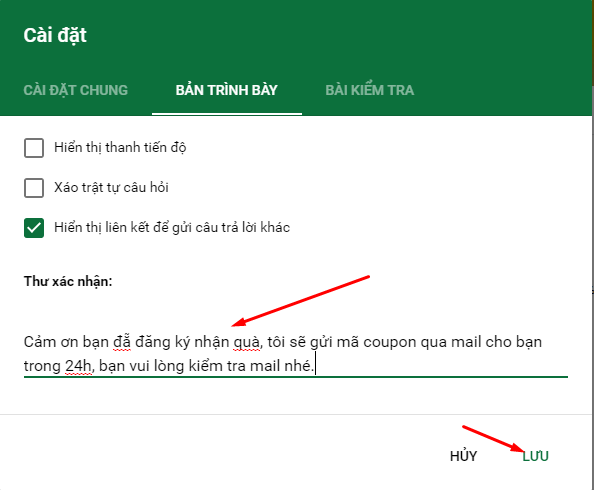 Cài đặt
CÀI ĐẶT CHUNG BẢN TRÌNH BÀY BÀI KIỂM TRA
Hiển thị thanh tiến độ
Xáo trật tự câu hỏi
Hiển thị liên kết để gửi câu trả lời khác
Thư xác nhận:
Cảm ơn bạn đẵ đăng ký nhận quà, tôi sẽ gửi mã coupon qua mail cho bạn
trong 24h, bạn vui lòng kiểm tra mail nhé.
HỦY LƯU